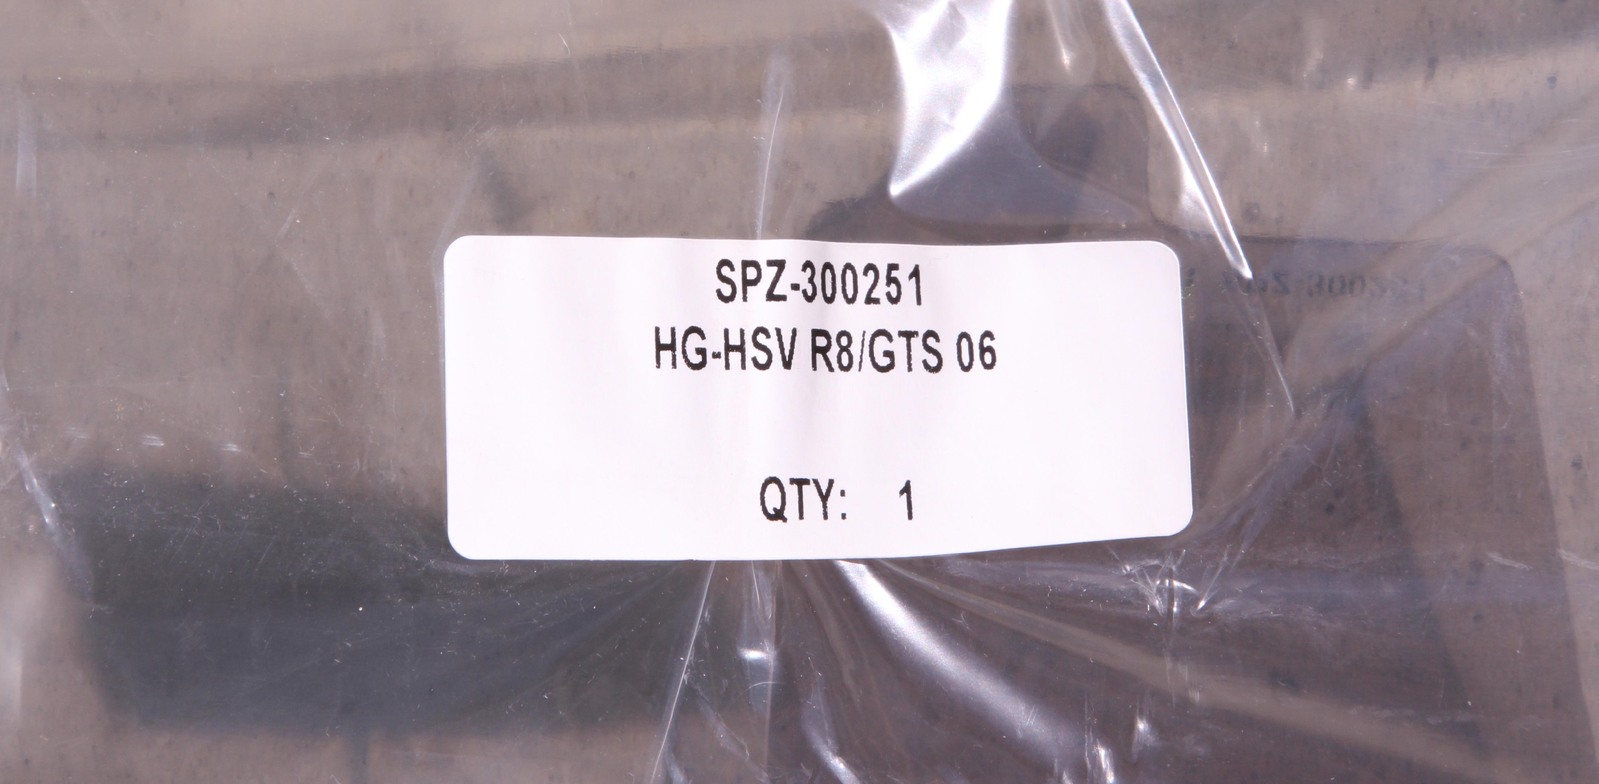 SPZ-300251
HG-HSV R8/GTS 06
QTY: 1